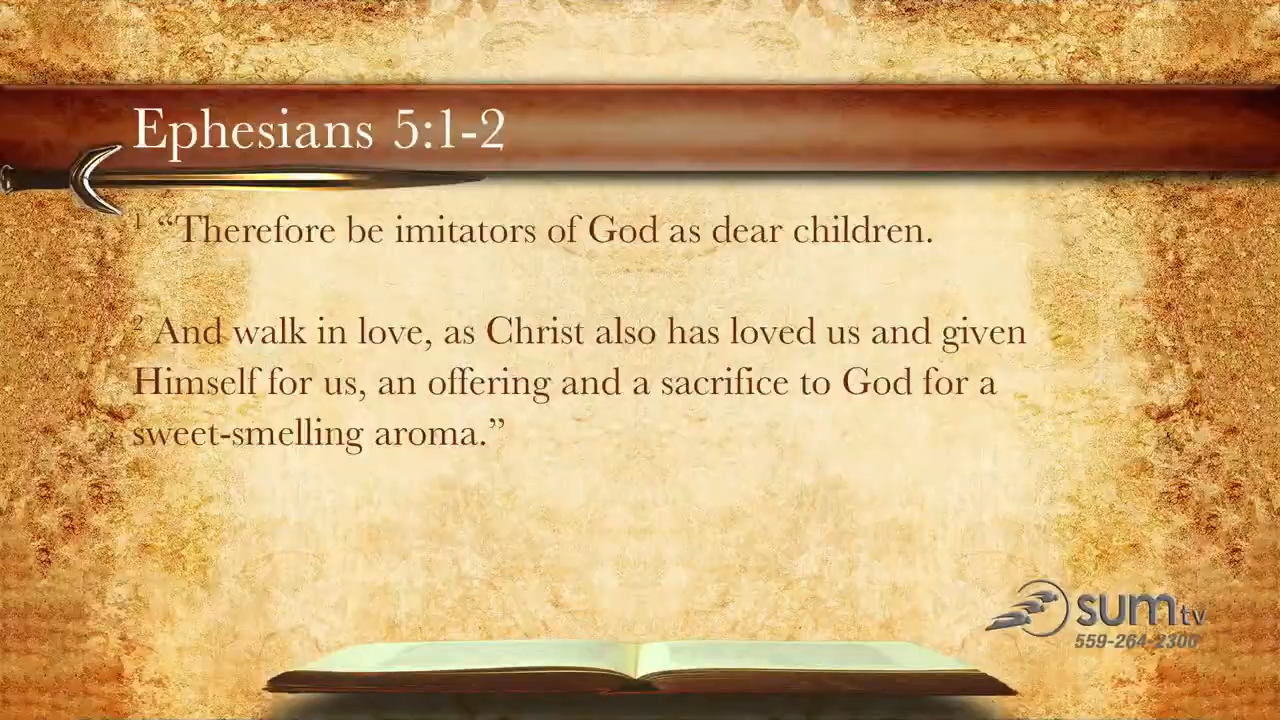 Ephesians 5:1-2
1 “Therefore be imitators of God as dear children.
2 And walk in love, as Christ also has loved us and given
Himself for us, an offering and a sacrifice to God for a
sweet-smelling aroma.”
sumtv
559-264-2300